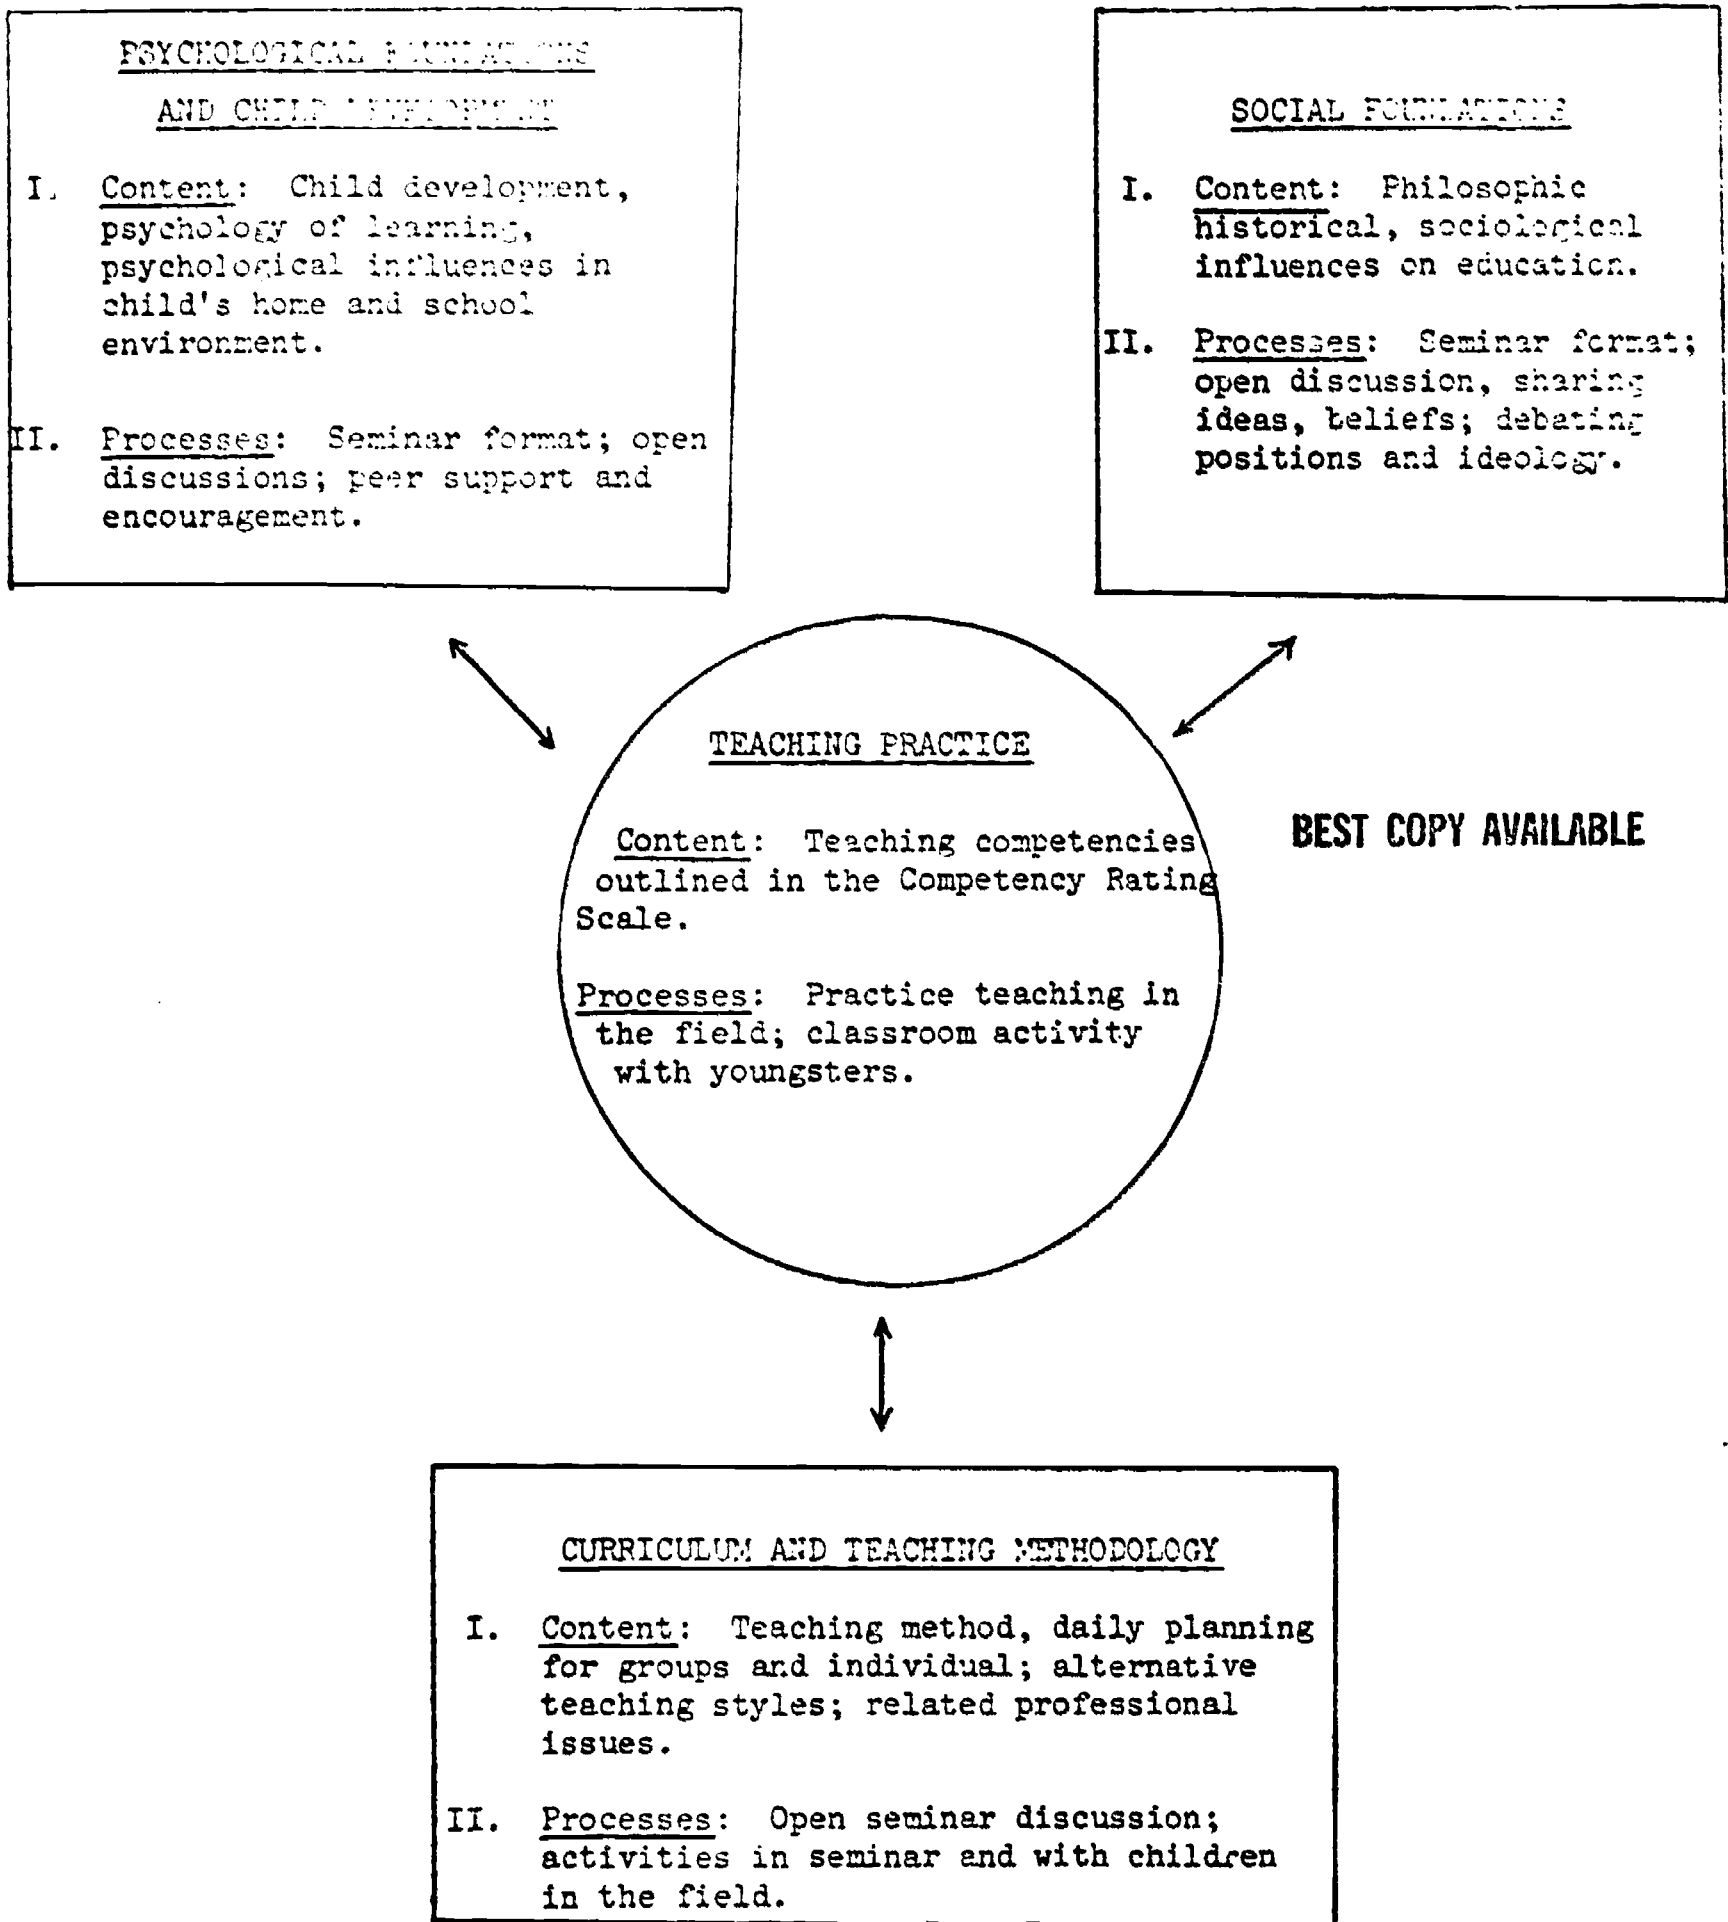 PSYCHOLOGICAL FOUNDATIONS
AND CHILD DEVELOPMENT
I. Content: Child development,
psychology of learning,
psychological influences in
child's home and school
environment.
II. Processes: Seminar format; open
discussions; peer support and
encouragement.
SOCIAL FOUNDATIONS
I. Content: Philosophic
historical, sociological
influences on education.
II. Processes: Seminar format;
open discussion, sharing
ideas, beliefs; debating
positions and ideology.
TEACHING PRACTICE
Content: Teaching competencies
outlined in the Competency Rating
Scale.
Processes: Practice teaching in
the field; classroom activity
with youngsters.
BEST COPY AVAILABLE
CURRICULUM AND TEACHING METHODOLOGY
I. Content: Teaching method, daily planning
for groups and individual; alternative
teaching styles; related professional
issues.
II. Processes: Open seminar discussion;
activities in seminar and with children
in the field.